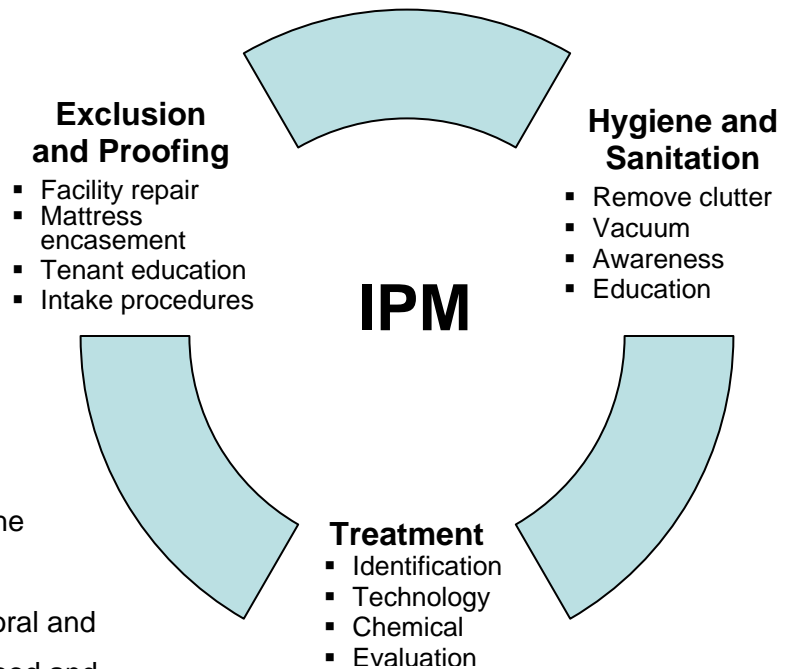 Exclusion
and Proofing
▪ Facility repair
▪ Mattress
encasement
▪ Tenant education
▪ Intake procedures
Hygiene and
Sanitation
▪ Remove clutter
▪ Vacuum
▪ Awareness
▪ Education
IPM
Treatment
▪ Identification
▪ Technology
▪ Chemical
▪ Evaluation